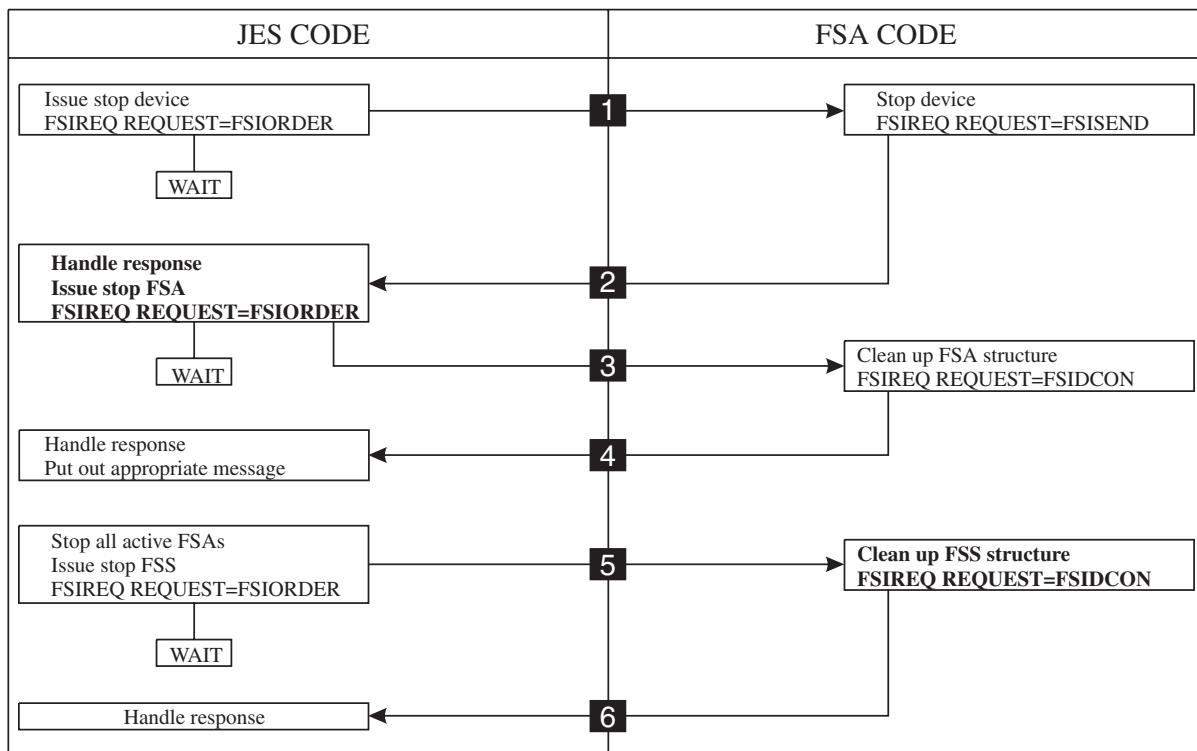 JES CODE
FSA CODE
Issue stop device
FSIREQ REQUEST=FSIORDER
1
Stop device
FSIREQ REQUEST=FSISEND
WAIT
Handle response
Issue stop FSA
FSIREQ REQUEST=FSIORDER
2
WAIT
3
Clean up FSA structure
FSIREQ REQUEST=FSIDCON
Handle response
Put out appropriate message
4
Stop all active FSAs
Issue stop FSS
FSIREQ REQUEST=FSIORDER
5
Clean up FSS structure
FSIREQ REQUEST=FSIDCON
WAIT
Handle response
6